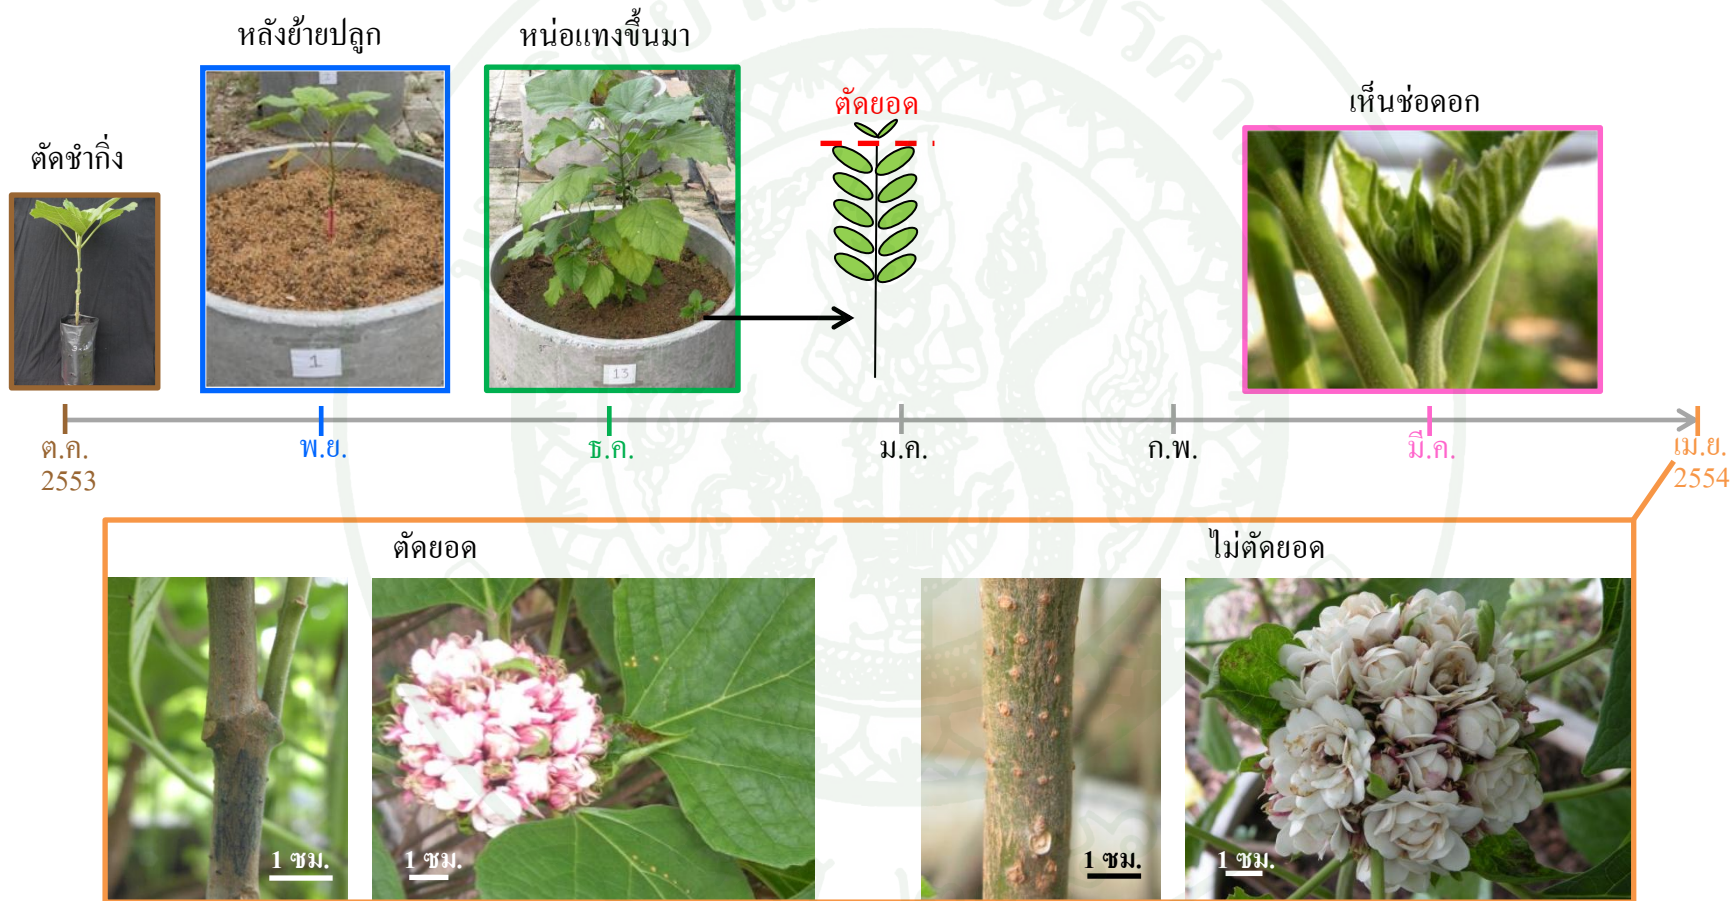 หลังย้ายปลูก
หน่อแทงขึ้นมา
ตัดยอด
เห็นช่อดอก
ตัดชำกิ่ง
1
13
ต.ค.
2553
พ.ย.
ธ.ค.
ม.ค.
ก.พ.
มี.ค.
เม.ย.
2554
ตัดยอด
ไม่ตัดยอด
1 ซม.
1 ซม.
1 ซม.
1 ซม.